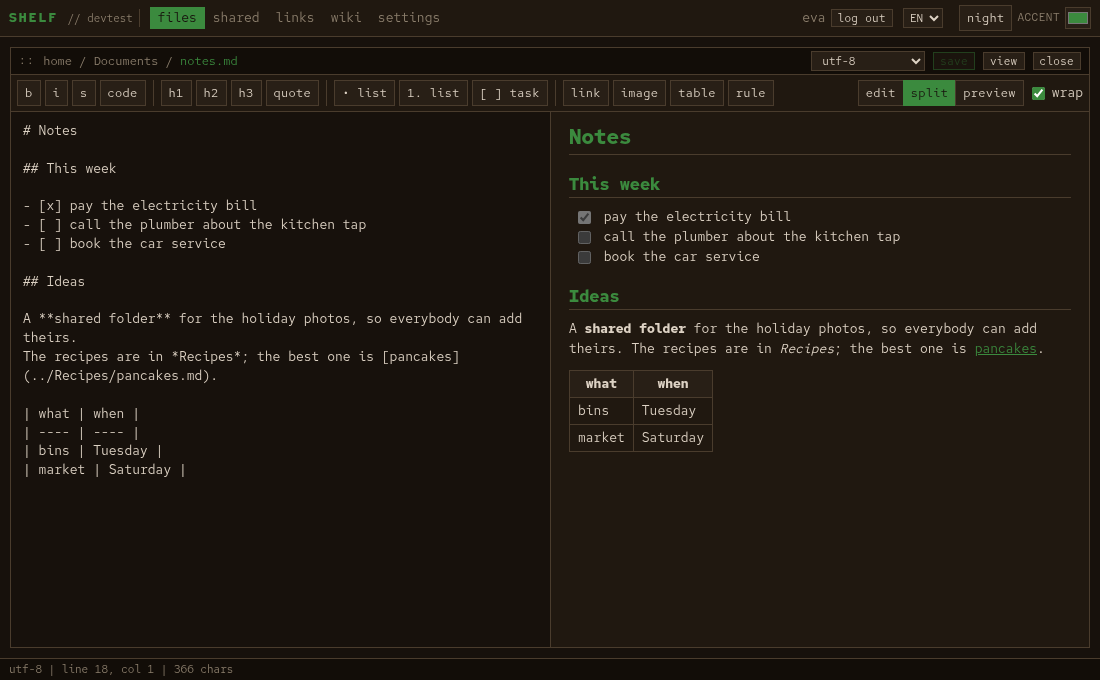 SHELF // devtest files shared links wiki settings eva log out EN night ACCENT
:: home / Documents / notes.md utf-8 save view close
b i s code h1 h2 h3 quote • list 1. list [ ] task link image table rule edit split preview wrap
# Notes
## This week
- [x] pay the electricity bill
- [ ] call the plumber about the kitchen tap
- [ ] book the car service
## Ideas
A **shared folder** for the holiday photos, so everybody can add
theirs.
The recipes are in *Recipes*; the best one is [pancakes]
(../Recipes/pancakes.md).
| what | when |
| ---- | ---- |
| bins | Tuesday |
| market | Saturday |
Notes
This week
pay the electricity bill
call the plumber about the kitchen tap
book the car service
Ideas
A shared folder for the holiday photos, so everybody can add
theirs. The recipes are in Recipes; the best one is pancakes.
what when
bins Tuesday
market Saturday
utf-8 | line 18, col 1 | 366 chars